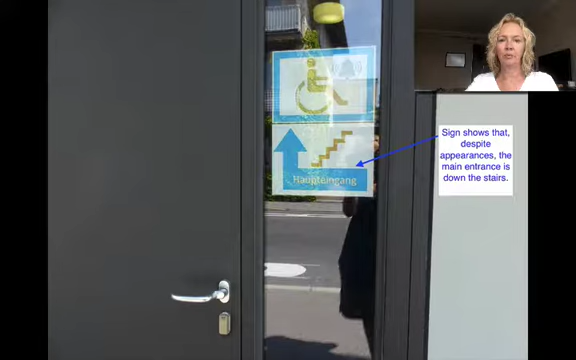 Haupteingang
Sign shows that,
despite
appearances, the
main entrance is
down the stairs.